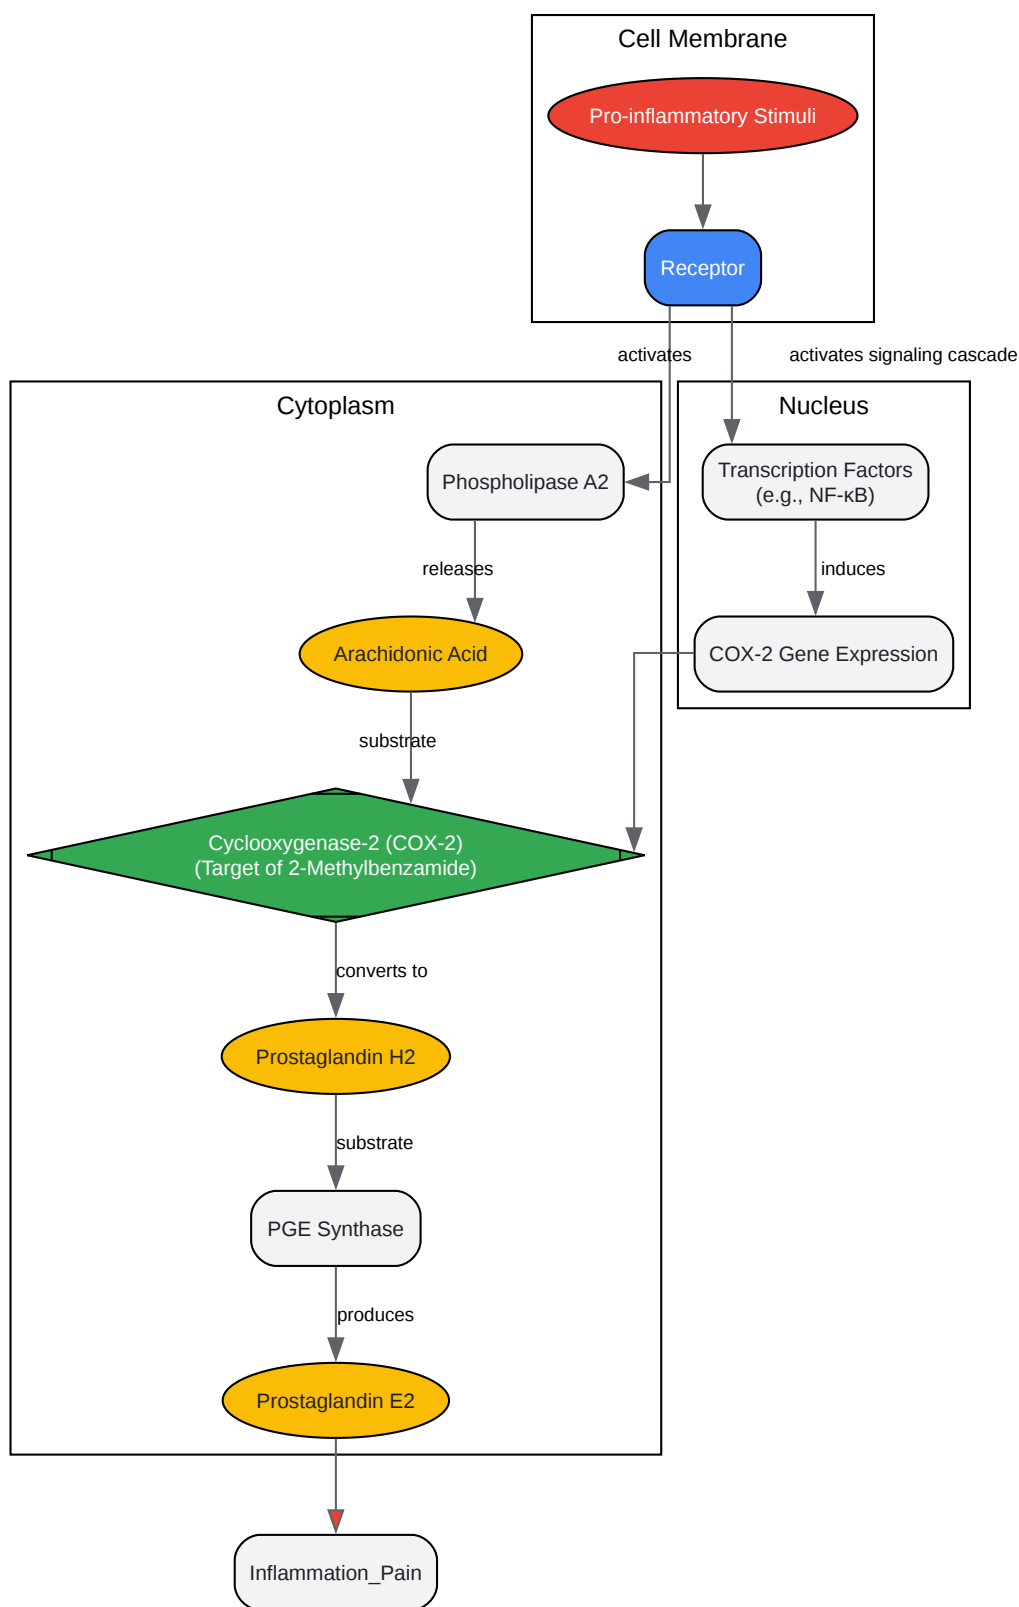 Cell Membrane
Pro-inflammatory Stimuli
Receptor
activates
activates signaling cascade
Cytoplasm
Nucleus
Phospholipase A2
Transcription Factors
(e.g., NF-κB)
releases
induces
Arachidonic Acid
COX-2 Gene Expression
substrate
Cyclooxygenase-2 (COX-2)
(Target of 2-Methylbenzamide)
converts to
Prostaglandin H2
substrate
PGE Synthase
produces
Prostaglandin E2
Inflammation_Pain